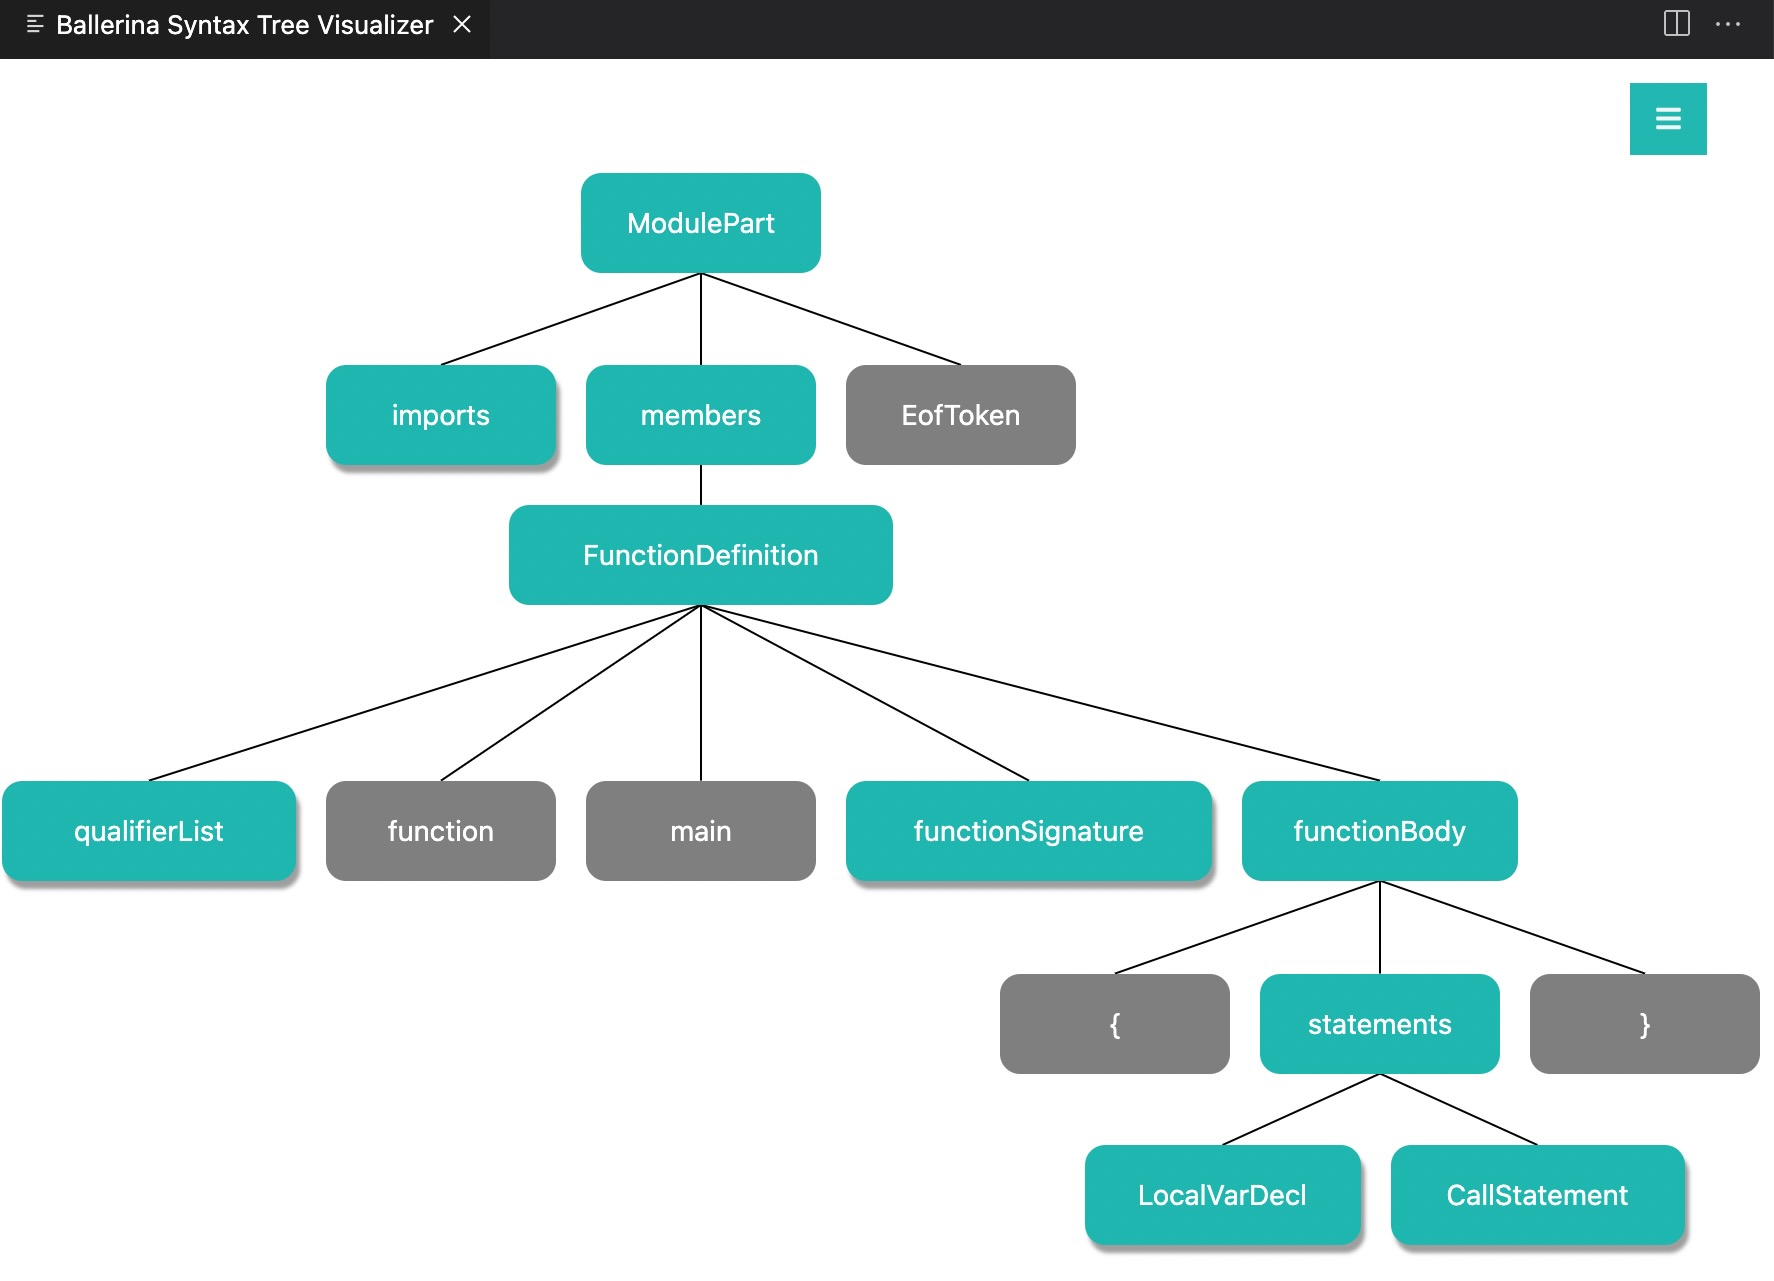 Ballerina Syntax Tree Visualizer
ModulePart
imports
members
EofToken
FunctionDefinition
qualifierList
function
main
functionSignature
functionBody
{
statements
}
LocalVarDecl
CallStatement